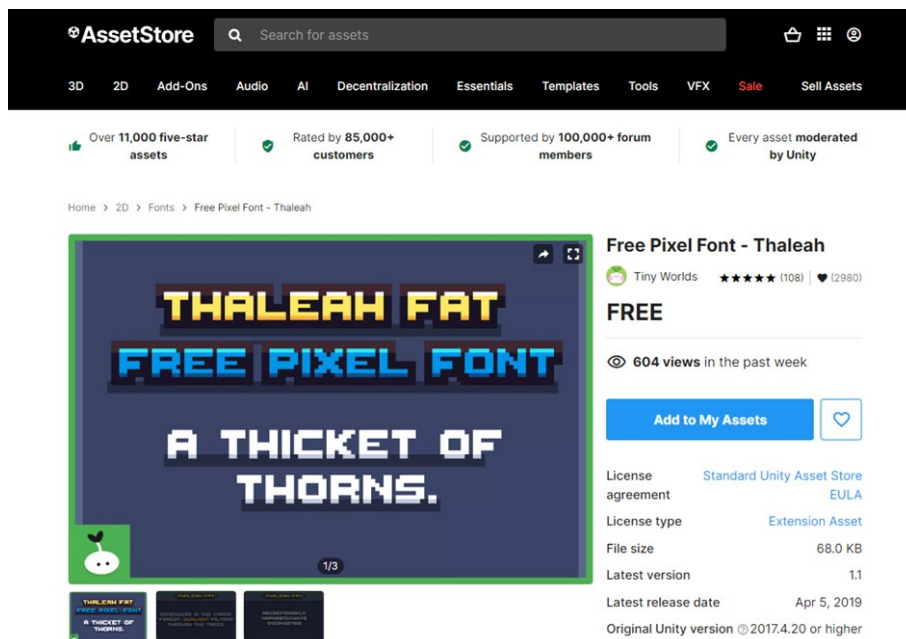 AssetStore
Search for assets
3D 2D Add-Ons Audio AI Decentralization Essentials Templates Tools VFX Sale Sell Assets
Over 11,000 five-star assets
Rated by 85,000+ customers
Supported by 100,000+ forum members
Every asset moderated by Unity
Home > 2D > Fonts > Free Pixel Font - Thaleah
THALEAH FAT
FREE PIXEL FONT
A THICKET OF
THORNS.
1/3
THALEAH FAT
FREE PIXEL FONT
A THICKET OF
THORNS.
THALEAH FAT
THALEAH FAT
Free Pixel Font - Thaleah
Tiny Worlds ★★★★★ (108) | (2980)
FREE
604 views in the past week
Add to My Assets
License agreement Standard Unity Asset Store EULA
License type Extension Asset
File size 68.0 KB
Latest version 1.1
Latest release date Apr 5, 2019
Original Unity version 2017.4.20 or higher